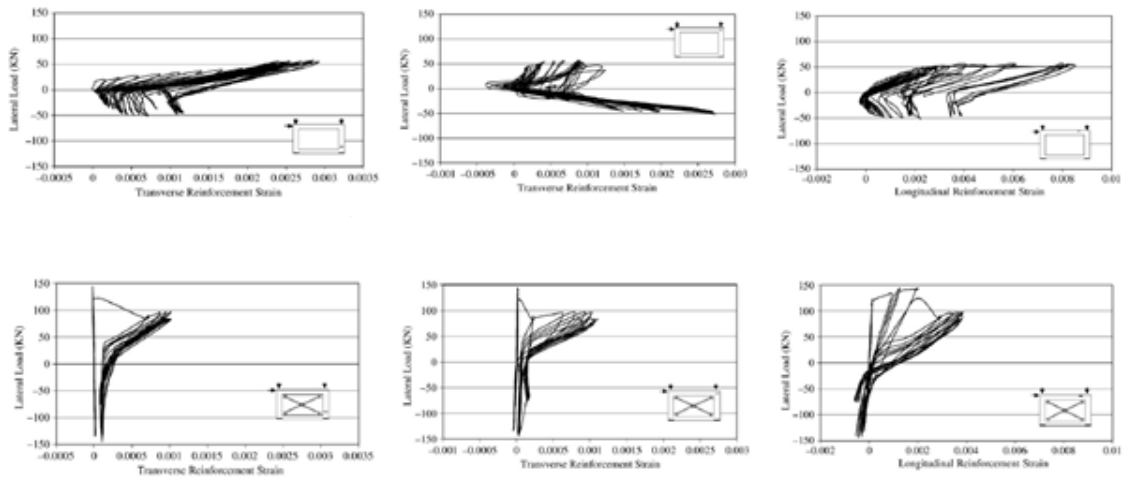 Lateral Load (KN)
150
100
50
0
−50
−100
−150
−0.0005 0 0.0005 0.001 0.0015 0.002 0.0025 0.003 0.0035
Transverse Reinforcement Strain
Lateral Load (KN)
150
100
50
0
−50
−100
−150
−0.001 −0.0005 0 0.0005 0.001 0.0015 0.002 0.0025 0.003
Transverse Reinforcement Strain
Lateral Load (KN)
150
100
50
0
−50
−100
−150
−0.002 0 0.002 0.004 0.006 0.008 0.01
Longitudinal Reinforcement Strain
Lateral Load (KN)
150
100
50
0
−50
−100
−150
−0.0005 0 0.0005 0.001 0.0015 0.002 0.0025 0.003 0.0035
Transverse Reinforcement Strain
Lateral Load (KN)
150
100
50
0
−50
−100
−150
−0.001 −0.0005 0 0.0005 0.001 0.0015 0.002 0.0025 0.003
Transverse Reinforcement Strain
Lateral Load (KN)
150
100
50
0
−50
−100
−150
−0.002 0 0.002 0.004 0.006 0.008 0.01
Longitudinal Reinforcement Strain